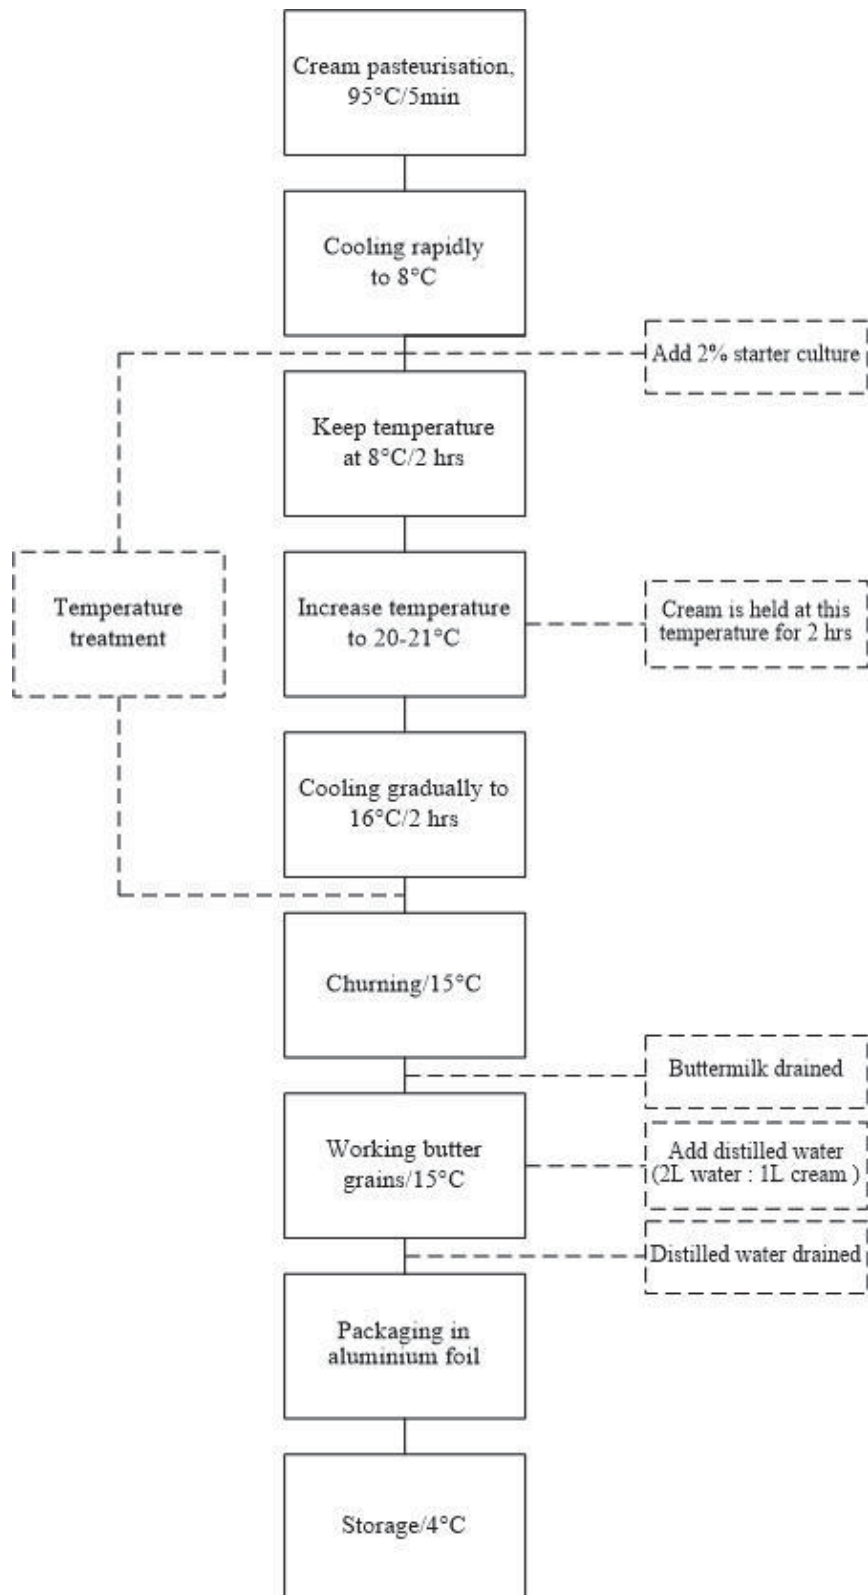 Cream pasteurisation,
95°C/5min
Cooling rapidly
to 8°C
Add 2% starter culture
Keep temperature
at 8°C/2 hrs
Temperature
treatment
Increase temperature
to 20-21°C
Cream is held at this
temperature for 2 hrs
Cooling gradually to
16°C/2 hrs
Churning/15°C
Buttermilk drained
Working butter
grains/15°C
Add distilled water
(2L water : 1L cream )
Distilled water drained
Packaging in
aluminium foil
Storage/4°C